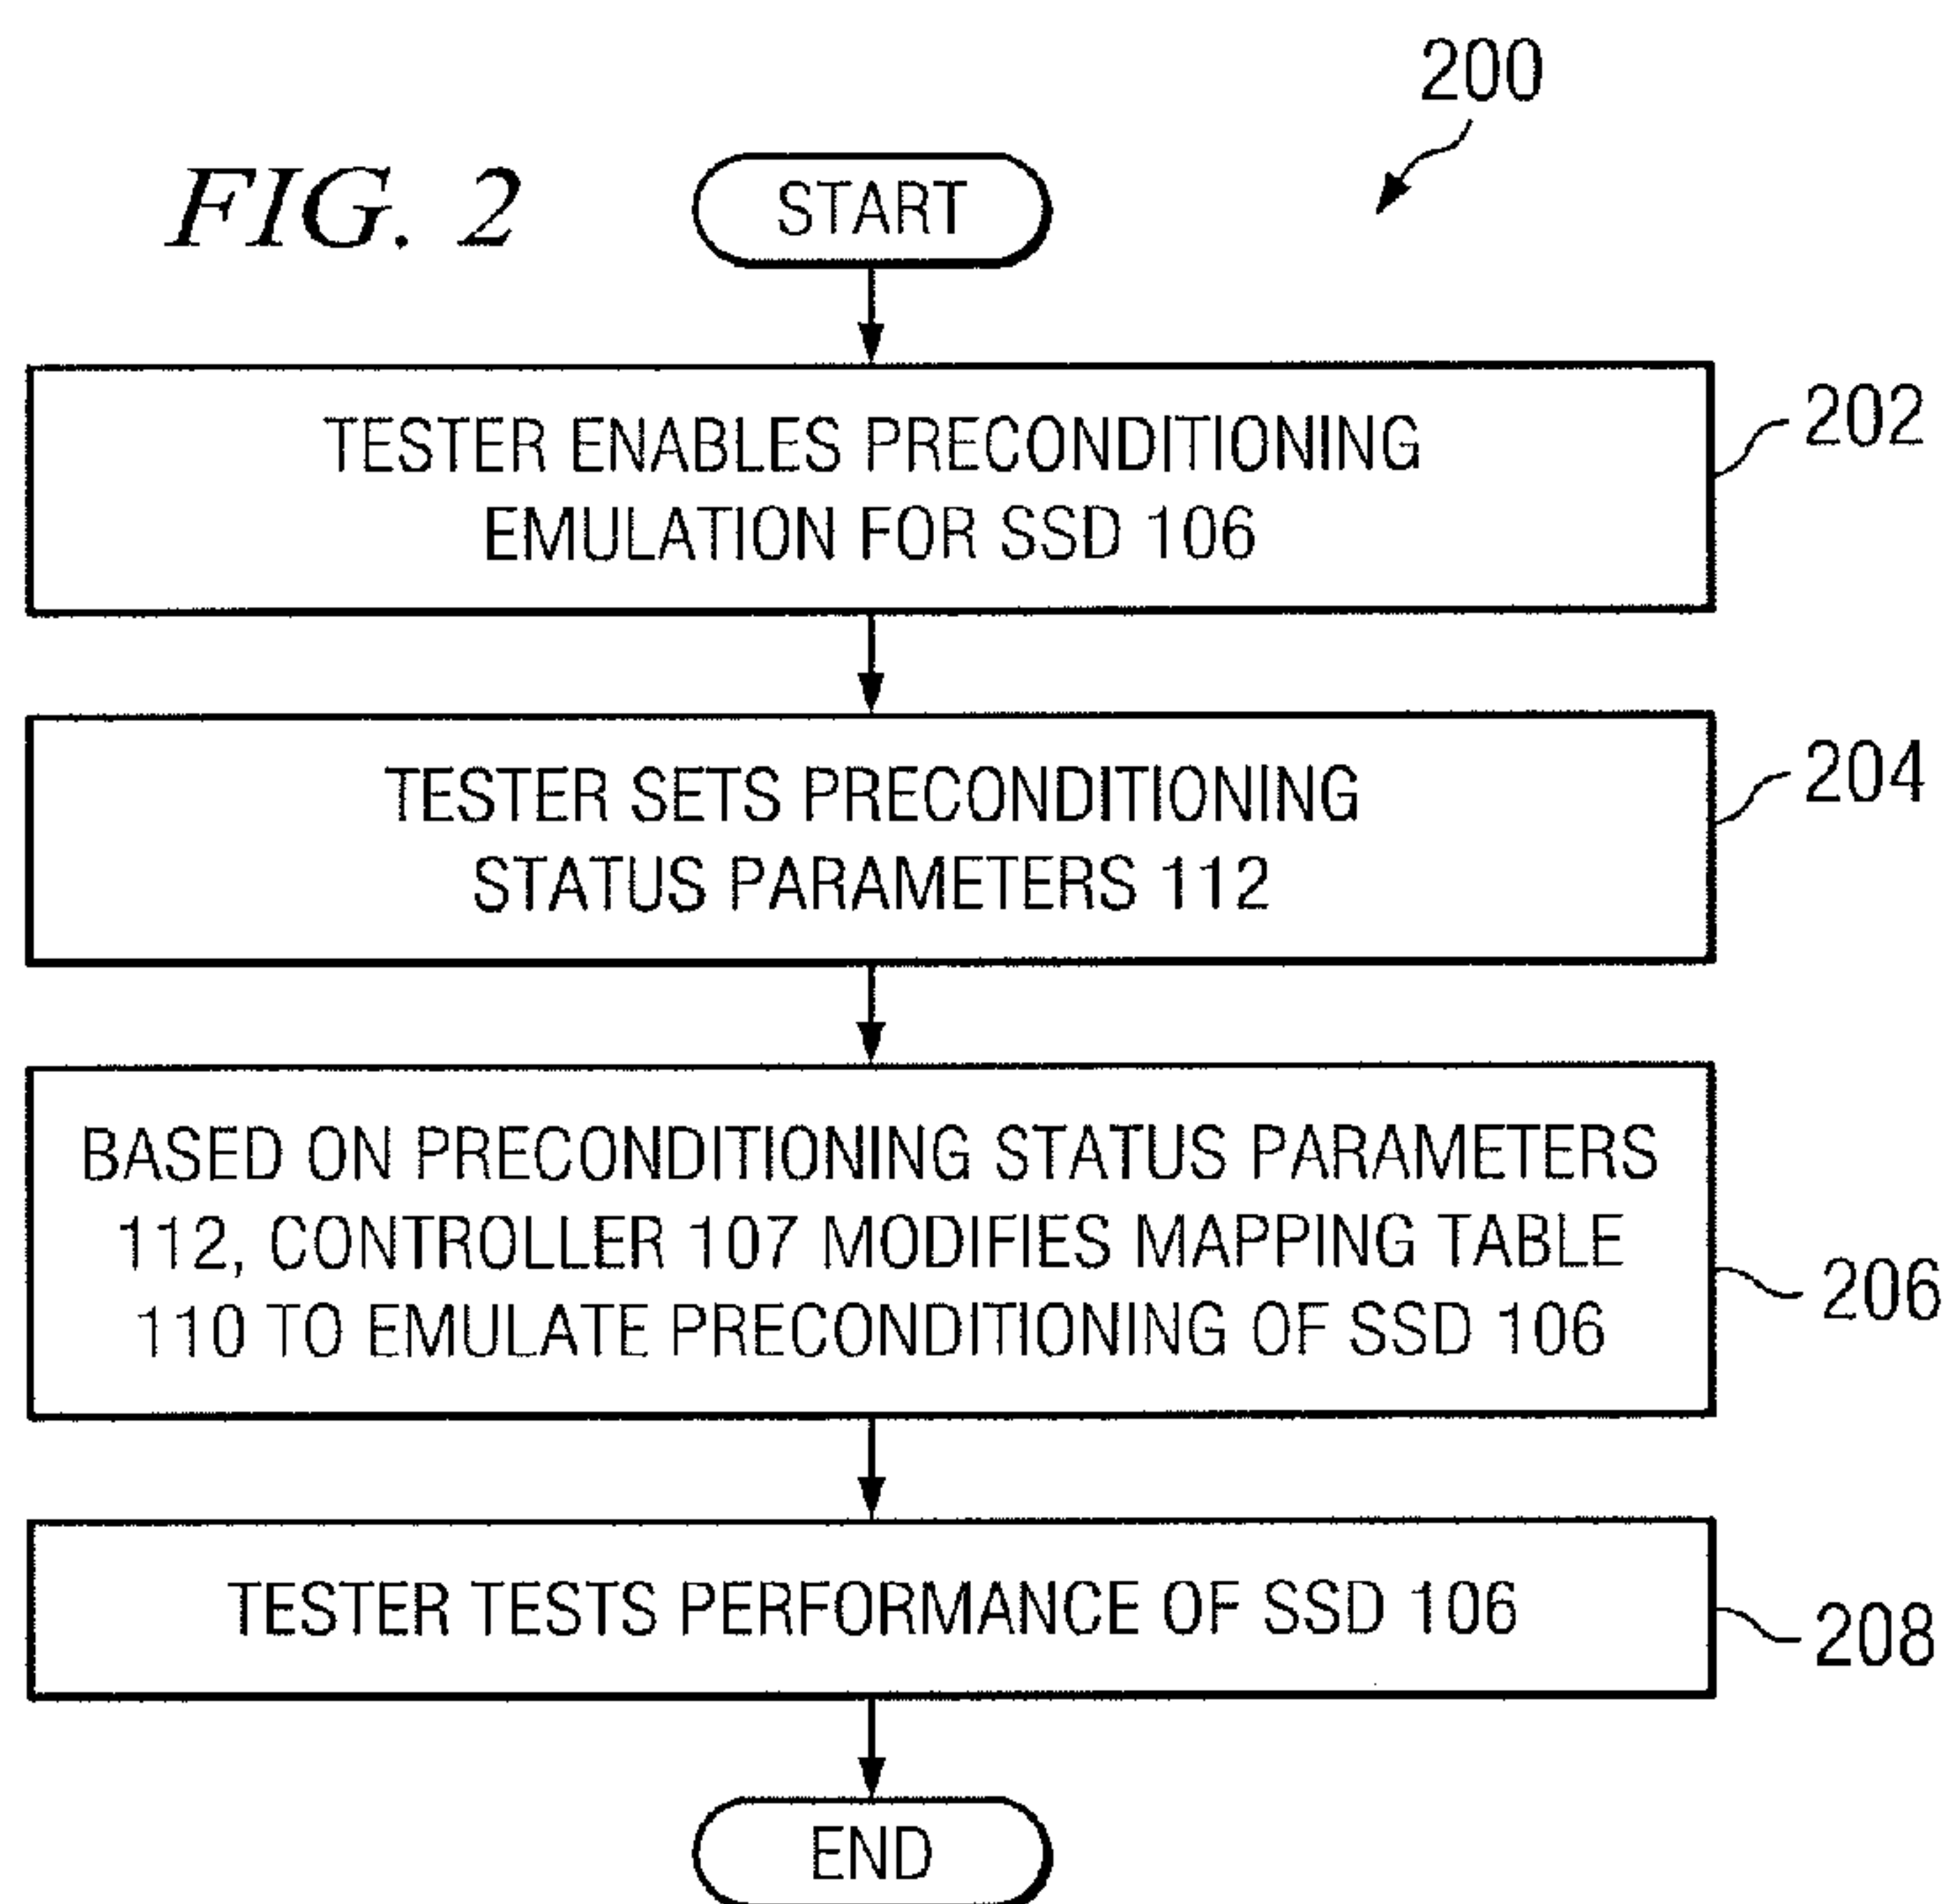 200
FIG. 2
START
TESTER ENABLES PRECONDITIONING
EMULATION FOR SSD 106
202
TESTER SETS PRECONDITIONING
STATUS PARAMETERS 112
204
BASED ON PRECONDITIONING STATUS PARAMETERS
112, CONTROLLER 107 MODIFIES MAPPING TABLE
110 TO EMULATE PRECONDITIONING OF SSD 106
206
TESTER TESTS PERFORMANCE OF SSD 106
208
END